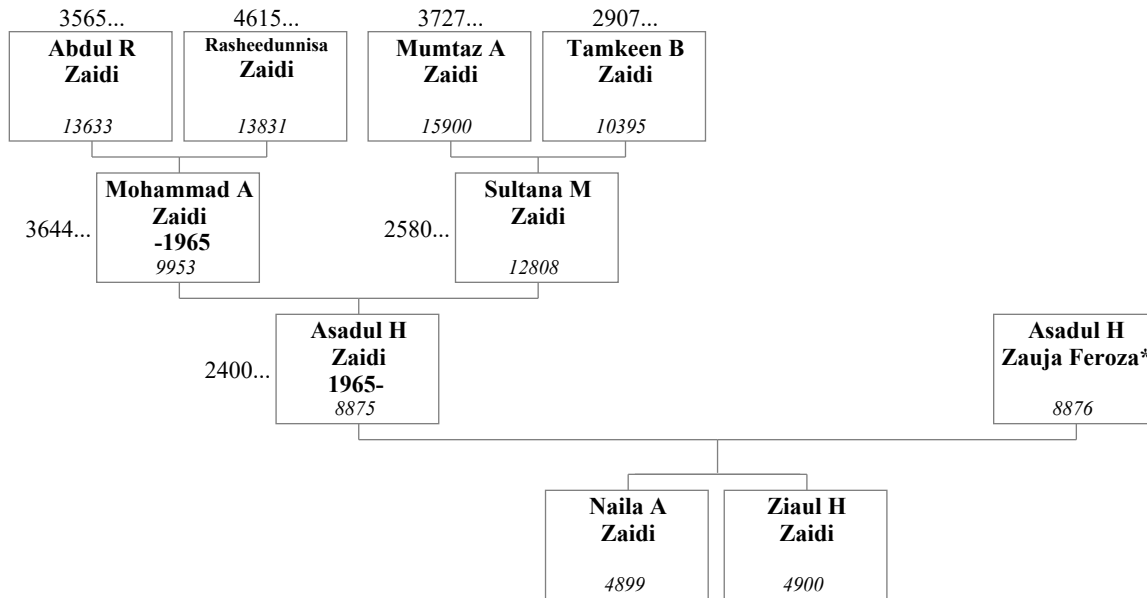 3565... 4615... 3727... 2907...
Abdul R
Zaidi
13633
Rasheedunnisa
Zaidi
13831
Mumtaz A
Zaidi
15900
Tamkeen B
Zaidi
10395
3644...
Mohammad A
Zaidi
-1965
9953
2580...
Sultana M
Zaidi
12808
2400...
Asadul H
Zaidi
1965-
8875
Asadul H
Zauja Feroza*
8876
Naila A
Zaidi
4899
Ziaul H
Zaidi
4900